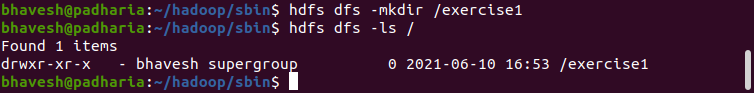 bhavesh@padharia:~/hadoop/sbin$ hdfs dfs -mkdir /exercise1
bhavesh@padharia:~/hadoop/sbin$ hdfs dfs -ls /
Found 1 items
drwxr-xr-x   - bhavesh supergroup          0 2021-06-10 16:53 /exercise1
bhavesh@padharia:~/hadoop/sbin$